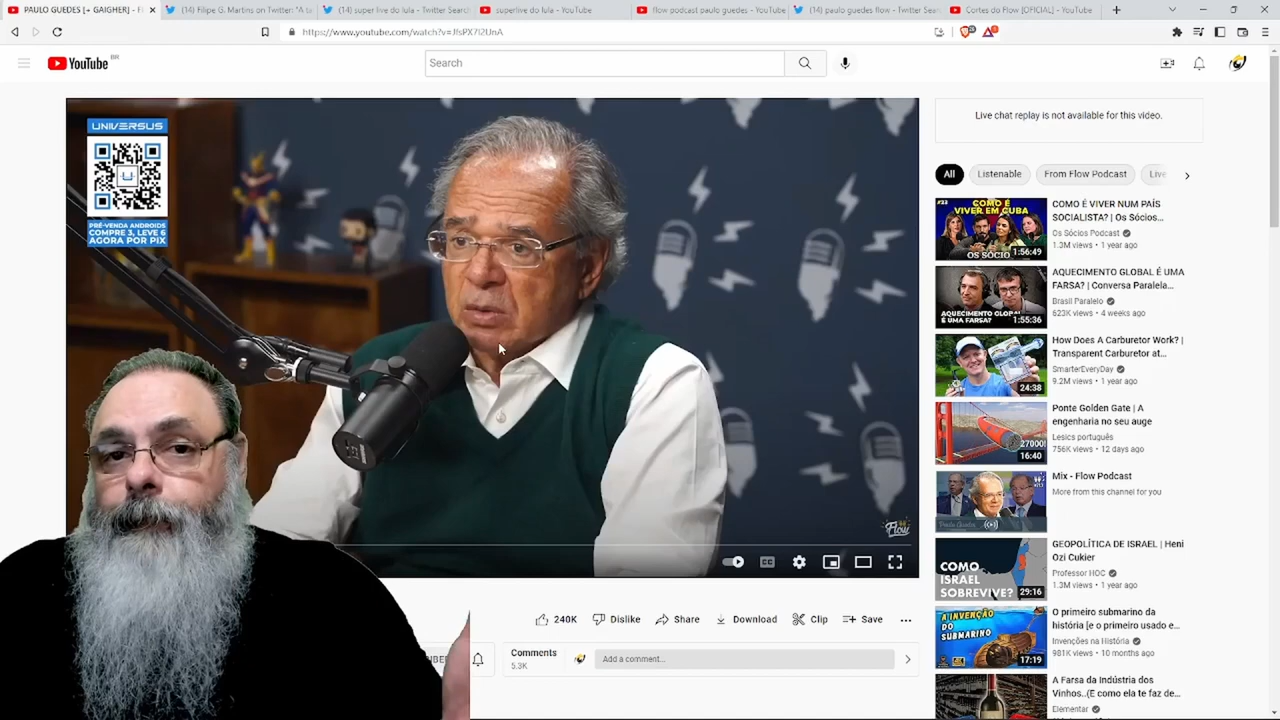 PAULO GUEDES [+ GAIGHER] - F
(14) Filipe G. Martins on Twitter: "A
(14) super live do lula - Twitter Searc
superlive do lula - YouTube
flow podcast paulo guedes - YouTube
(14) paulo guedes flow - Twitter Sear
Cortes do Flow [OFICIAL] - YouTube
YouTube
BR
Search
UNIVERSUS
PRÉ-VENDA ANDROIDS
COMPRE 3, LEVE 6
AGORA POR PIX
Flow
240K
Dislike
Share
Download
Clip
Save
Comments
5.3K
Add a comment...
Live chat replay is not available for this video.
All
Listenable
From Flow Podcast
Live
#33
COMO É
VIVER EM CUBA
OS SÓCIO
1:56:49
COMO É VIVER NUM PAÍS
SOCIALISTA? | Os Sócios...
Os Sócios Podcast
1.3M views • 1 year ago
AQUECIMENTO GLOBAL
É UMA FARSA?
1:55:36
AQUECIMENTO GLOBAL É UMA
FARSA? | Conversa Paralela...
Brasil Paralelo
623K views • 4 weeks ago
24:38
How Does A Carburetor Work? |
Transparent Carburetor at...
SmarterEveryDay
9.2M views • 1 year ago
27000
16:40
Ponte Golden Gate | A
engenharia no seu auge
Lesics português
756K views • 12 days ago
Mix - Flow Podcast
More from this channel for you
COMO
ISRAEL
SOBREVIVE?
29:16
GEOPOLÍTICA DE ISRAEL | Heni
Ozi Cukier
Professor HOC
1.3M views • 1 year ago
A INVENÇÃO
DO
SUBMARINO
17:19
O primeiro submarino da
história [e o primeiro usado e...
Invenções na História
981K views • 10 months ago
A Farsa da Indústria dos
Vinhos..(E como ela te faz de...
Elementar